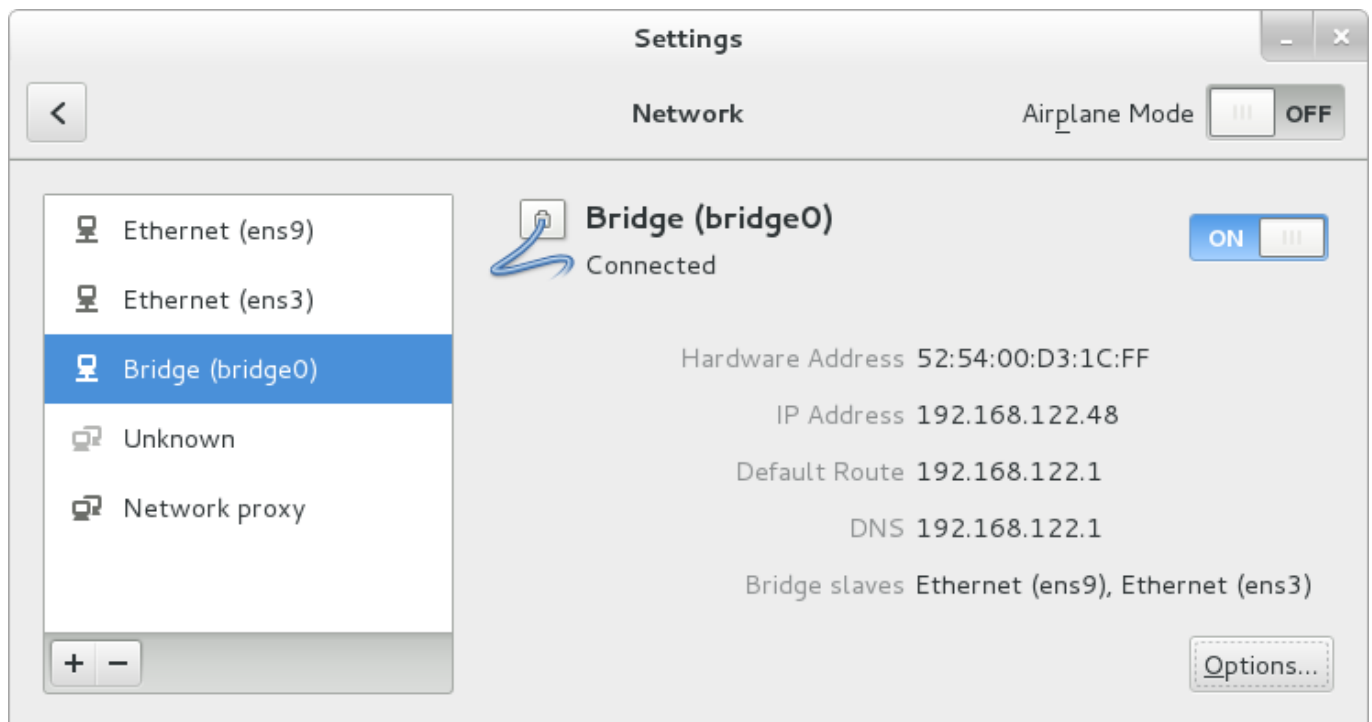 Settings
Network
Airplane Mode OFF
Ethernet (ens9)
Ethernet (ens3)
Bridge (bridge0)
Unknown
Network proxy
Bridge (bridge0)
ON
Connected
Hardware Address 52:54:00:D3:1C:FF
IP Address 192.168.122.48
Default Route 192.168.122.1
DNS 192.168.122.1
Bridge slaves Ethernet (ens9), Ethernet (ens3)
Options...